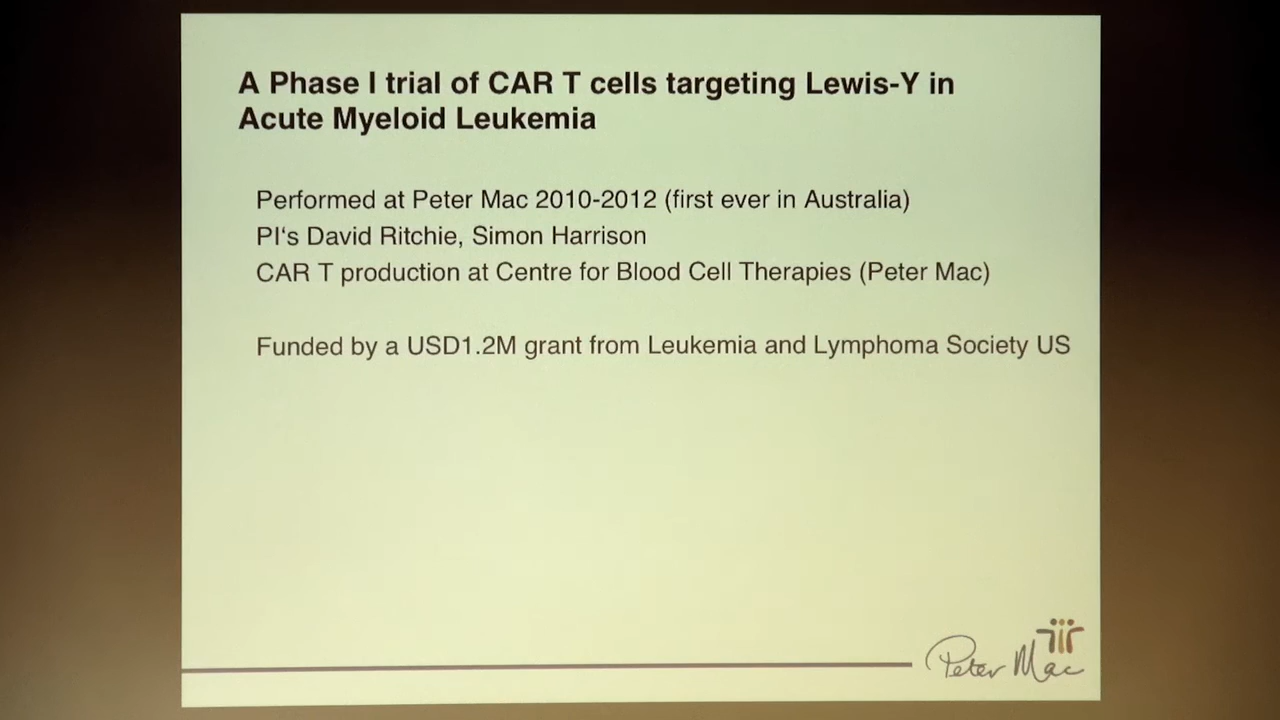 A Phase I trial of CAR T cells targeting Lewis-Y in
Acute Myeloid Leukemia
Performed at Peter Mac 2010-2012 (first ever in Australia)
PI‘s David Ritchie, Simon Harrison
CAR T production at Centre for Blood Cell Therapies (Peter Mac)
Funded by a USD1.2M grant from Leukemia and Lymphoma Society US
Peter Mac